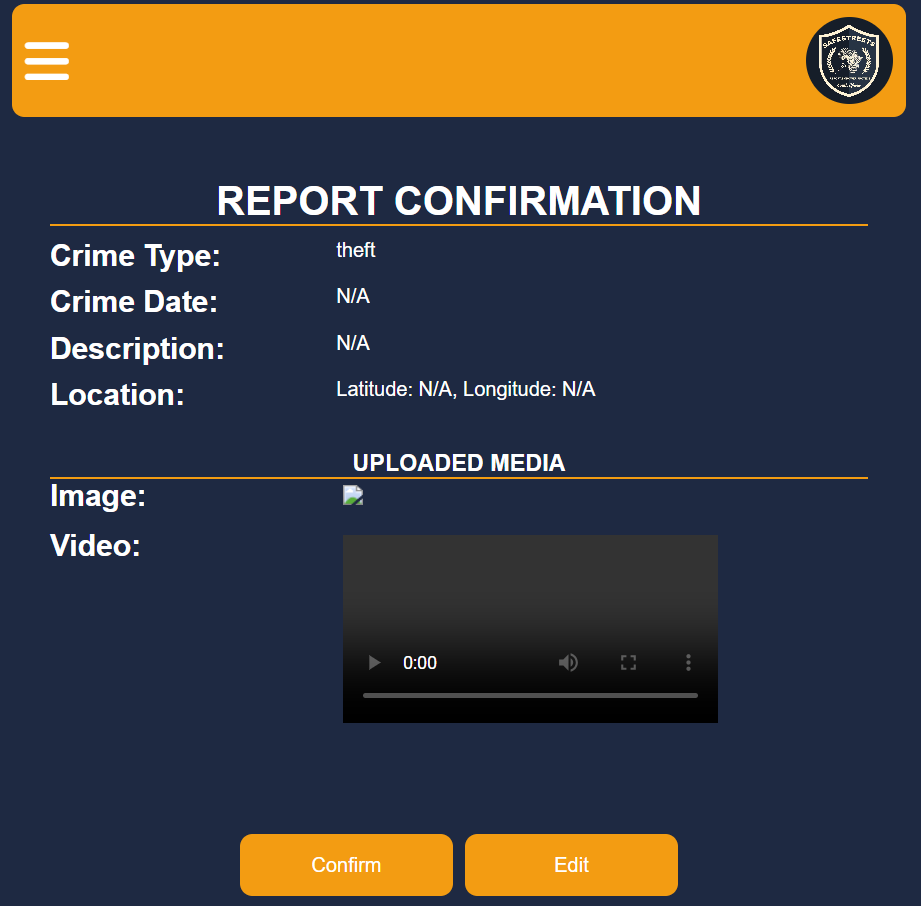 SAFESTREETS
REPORT CONFIRMATION
Crime Type: theft
Crime Date: N/A
Description: N/A
Location: Latitude: N/A, Longitude: N/A
UPLOADED MEDIA
Image:
Video:
0:00
Confirm Edit